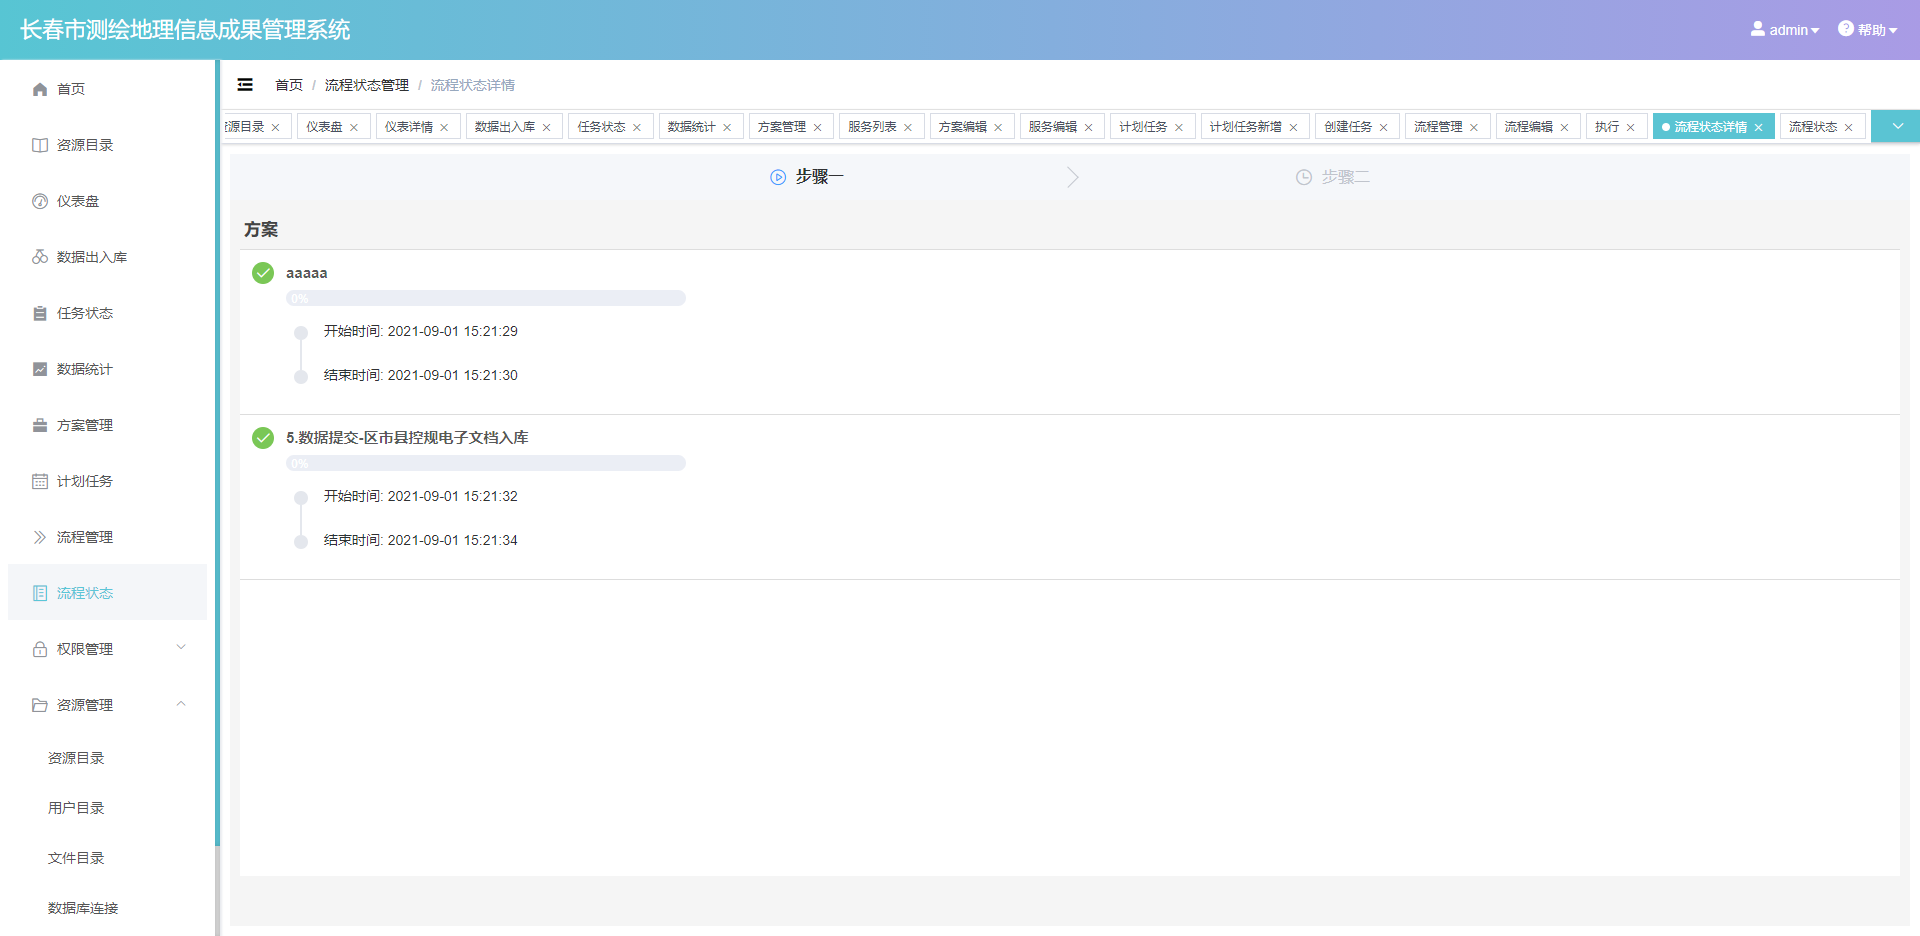 长春市测绘地理信息成果管理系统
admin
帮助
首页
资源目录
仪表盘
数据出入库
任务状态
数据统计
方案管理
计划任务
流程管理
流程状态
权限管理
资源管理
资源目录
用户目录
文件目录
数据库连接
首页 / 流程状态管理 / 流程状态详情
资源目录 仪表盘 仪表详情 数据出入库 任务状态 数据统计 方案管理 服务列表 方案编辑 服务编辑 计划任务 计划任务新增 创建任务 流程管理 流程编辑 执行 流程状态详情 流程状态
步骤一
步骤二
方案
aaaaa
0%
开始时间: 2021-09-01 15:21:29
结束时间: 2021-09-01 15:21:30
5.数据提交-区市县控规电子文档入库
0%
开始时间: 2021-09-01 15:21:32
结束时间: 2021-09-01 15:21:34